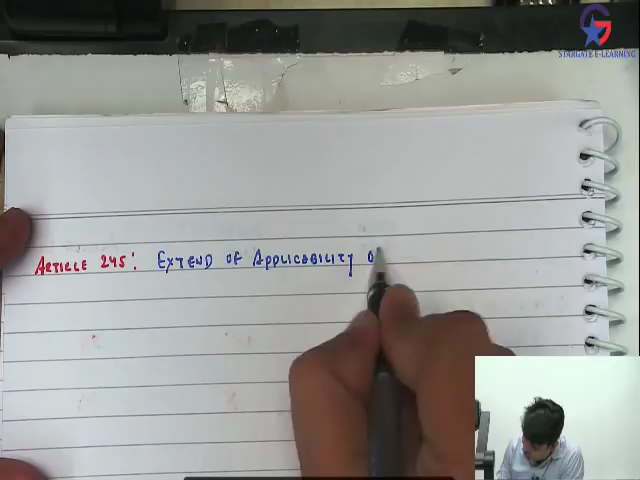 STARGATE E-LEARNING
ARTICLE 245: EXTEND OF APPLICABILITY O